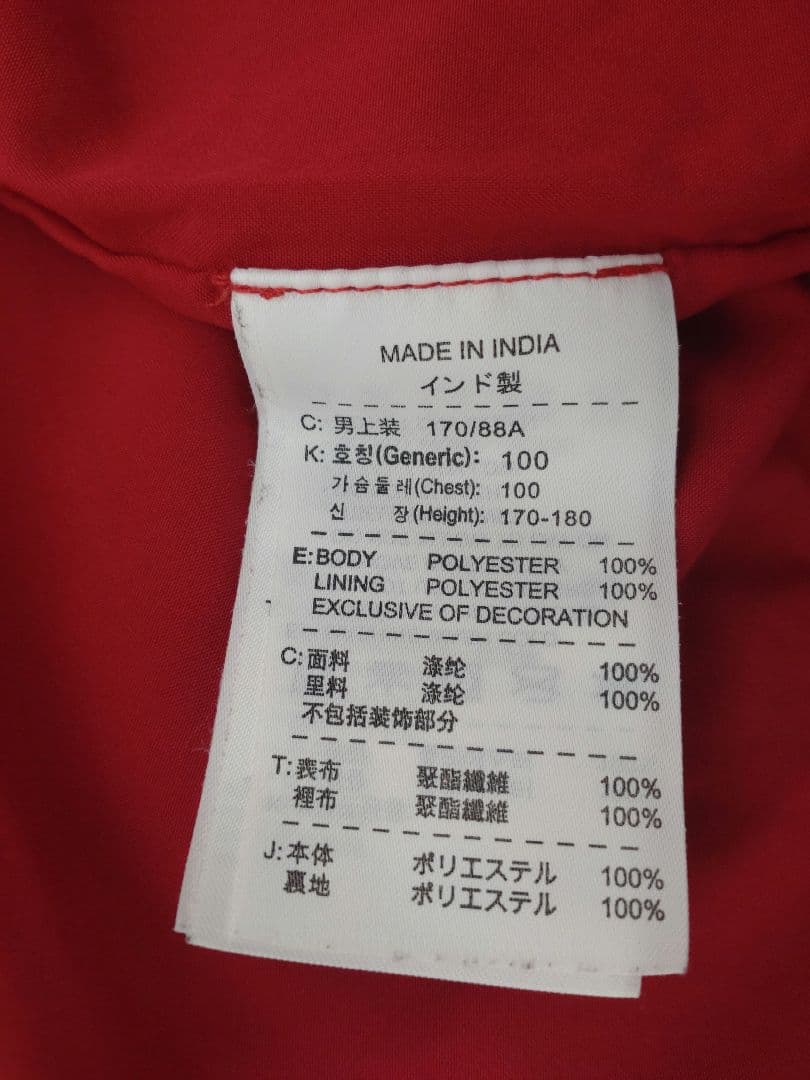 MADE IN INDIA
インド製
C: 男上装 170/88A
K: 호칭(Generic): 100
가슴둘레(Chest): 100
신 장(Height): 170-180
E: BODY POLYESTER 100%
LINING POLYESTER 100%
EXCLUSIVE OF DECORATION
C: 面料 涤纶 100%
里料 涤纶 100%
不包括装饰部分
T: 表布 聚酯纖維 100%
裡布 聚酯纖維 100%
J: 本体 ポリエステル 100%
裏地 ポリエステル 100%